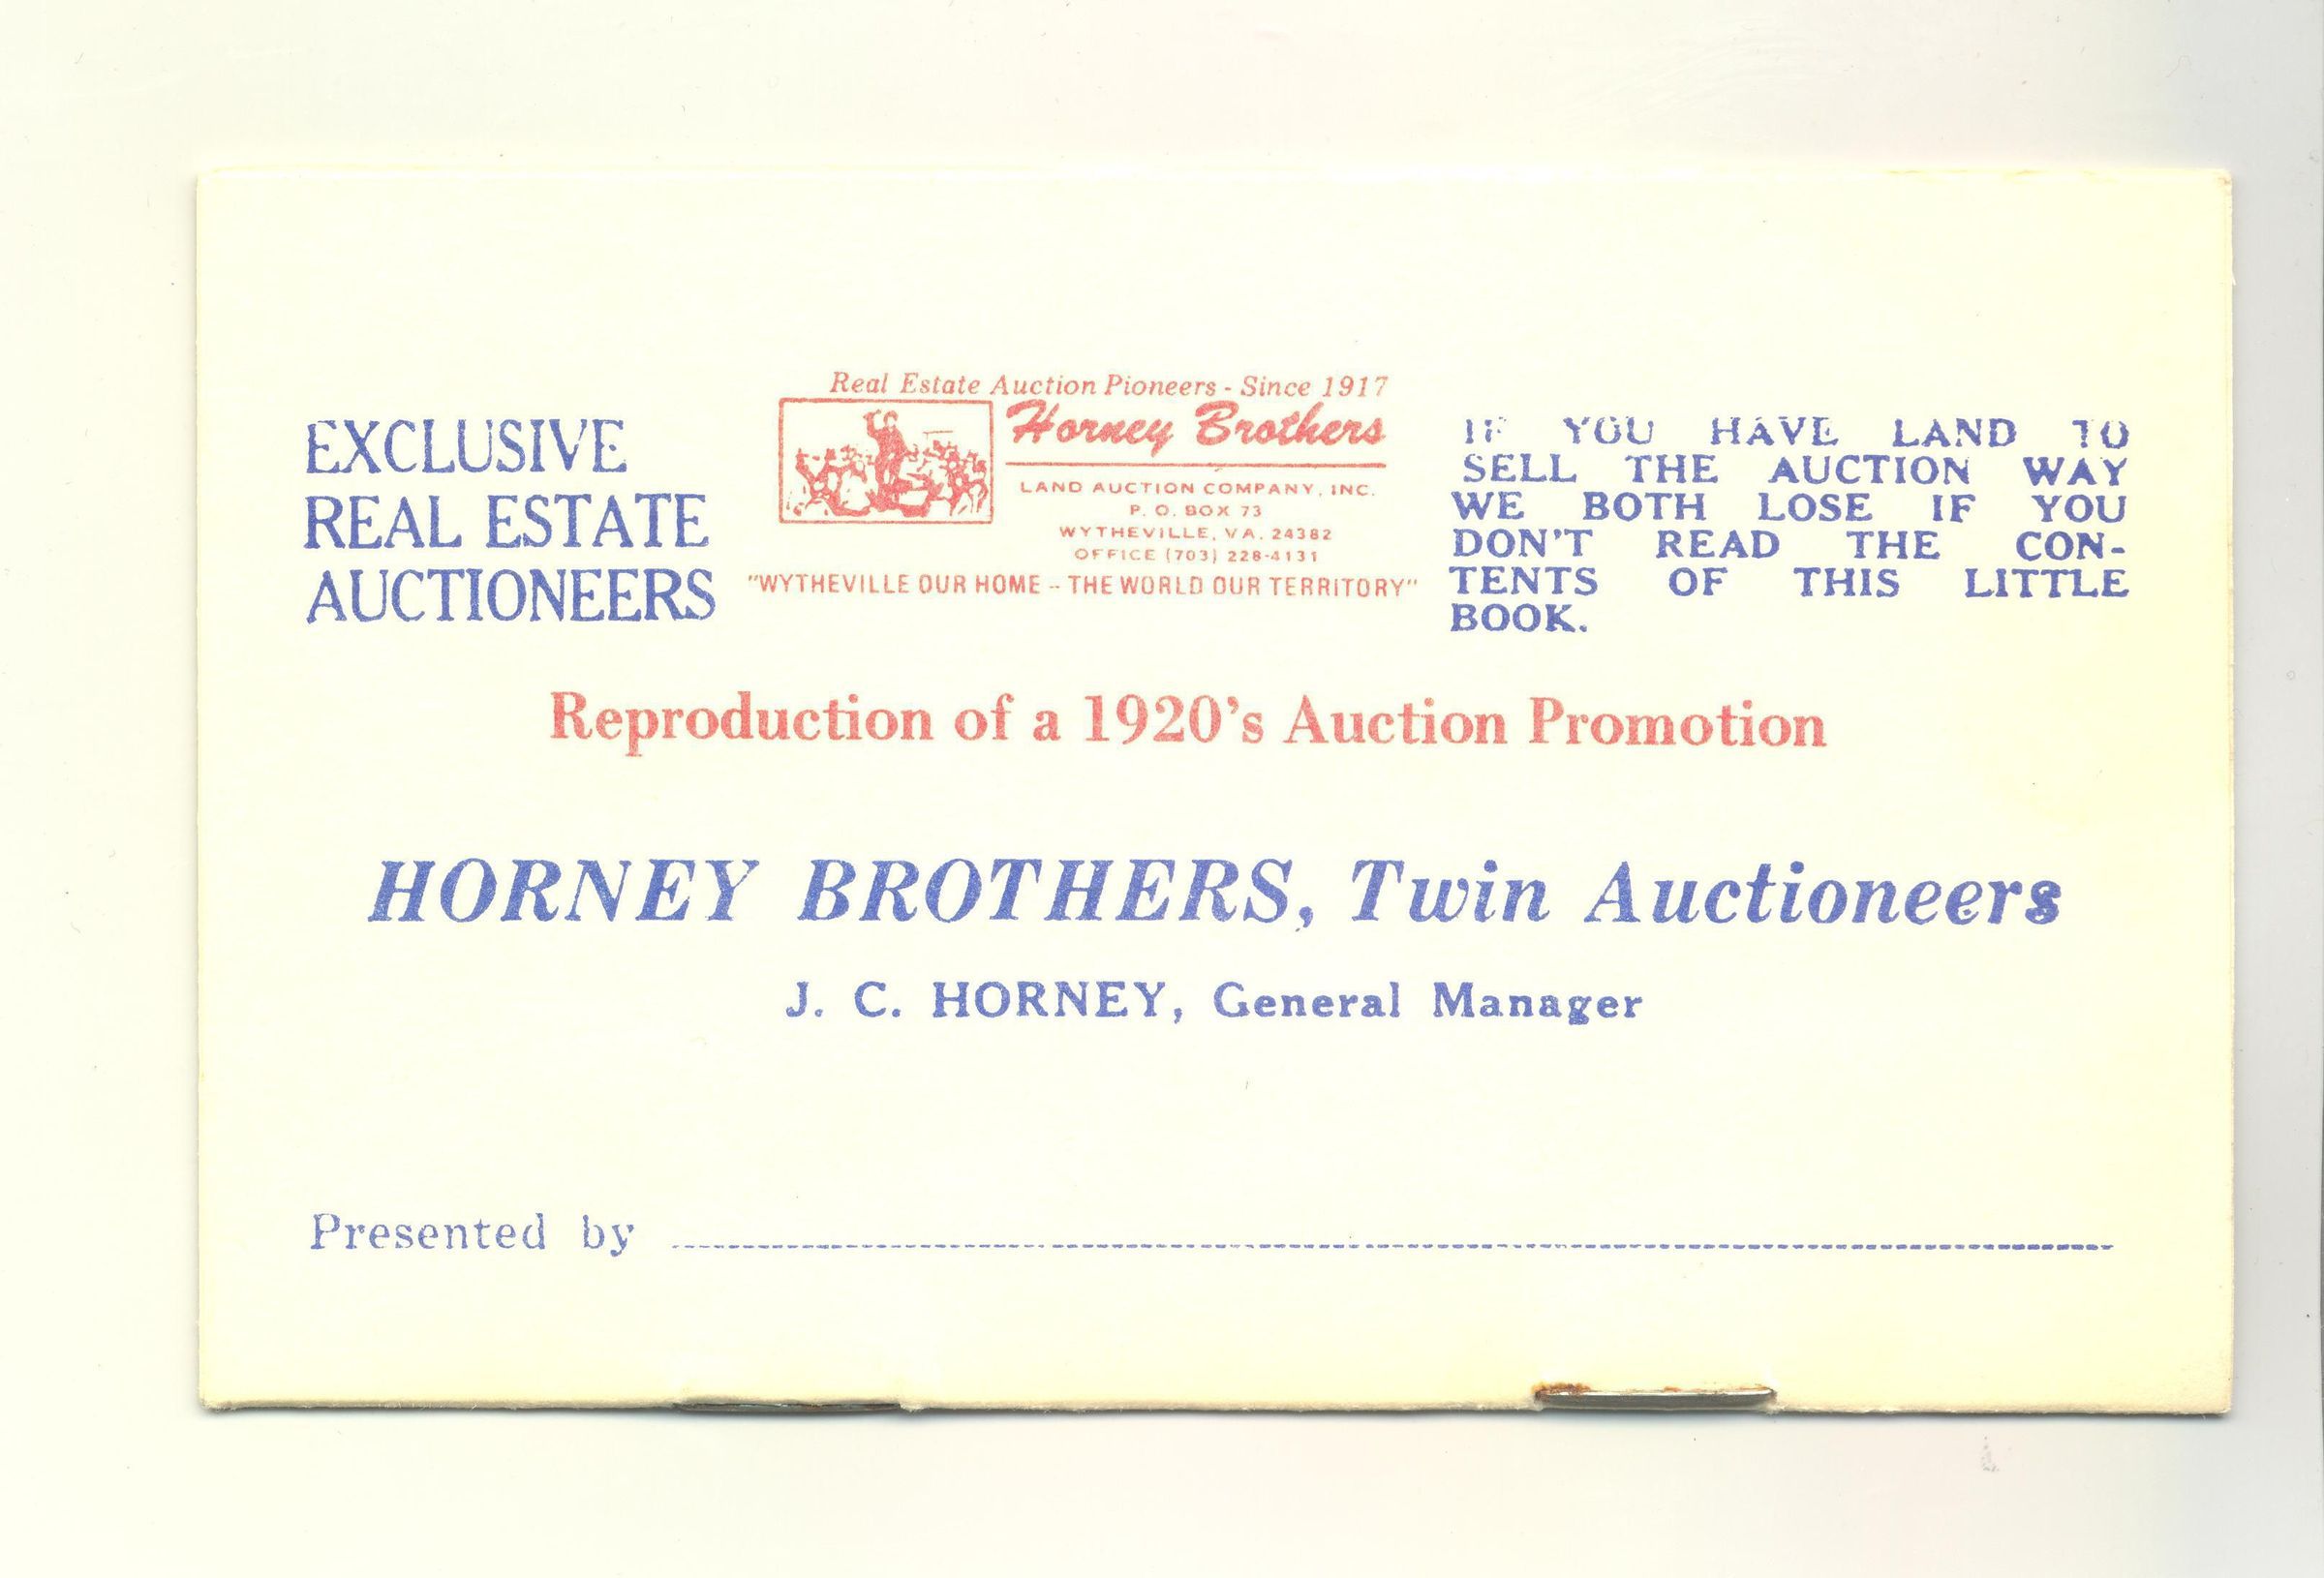 EXCLUSIVE
REAL ESTATE
AUCTIONEERS
Real Estate Auction Pioneers - Since 1917
Horney Brothers
LAND AUCTION COMPANY, INC.
P. O. BOX 73
WYTHEVILLE, VA. 24382
OFFICE (703) 228-4131
"WYTHEVILLE OUR HOME -- THE WORLD OUR TERRITORY"
IF YOU HAVE LAND TO
SELL THE AUCTION WAY
WE BOTH LOSE IF YOU
DON'T READ THE CON-
TENTS OF THIS LITTLE
BOOK.
Reproduction of a 1920's Auction Promotion
HORNEY BROTHERS, Twin Auctioneers
J. C. HORNEY, General Manager
Presented by